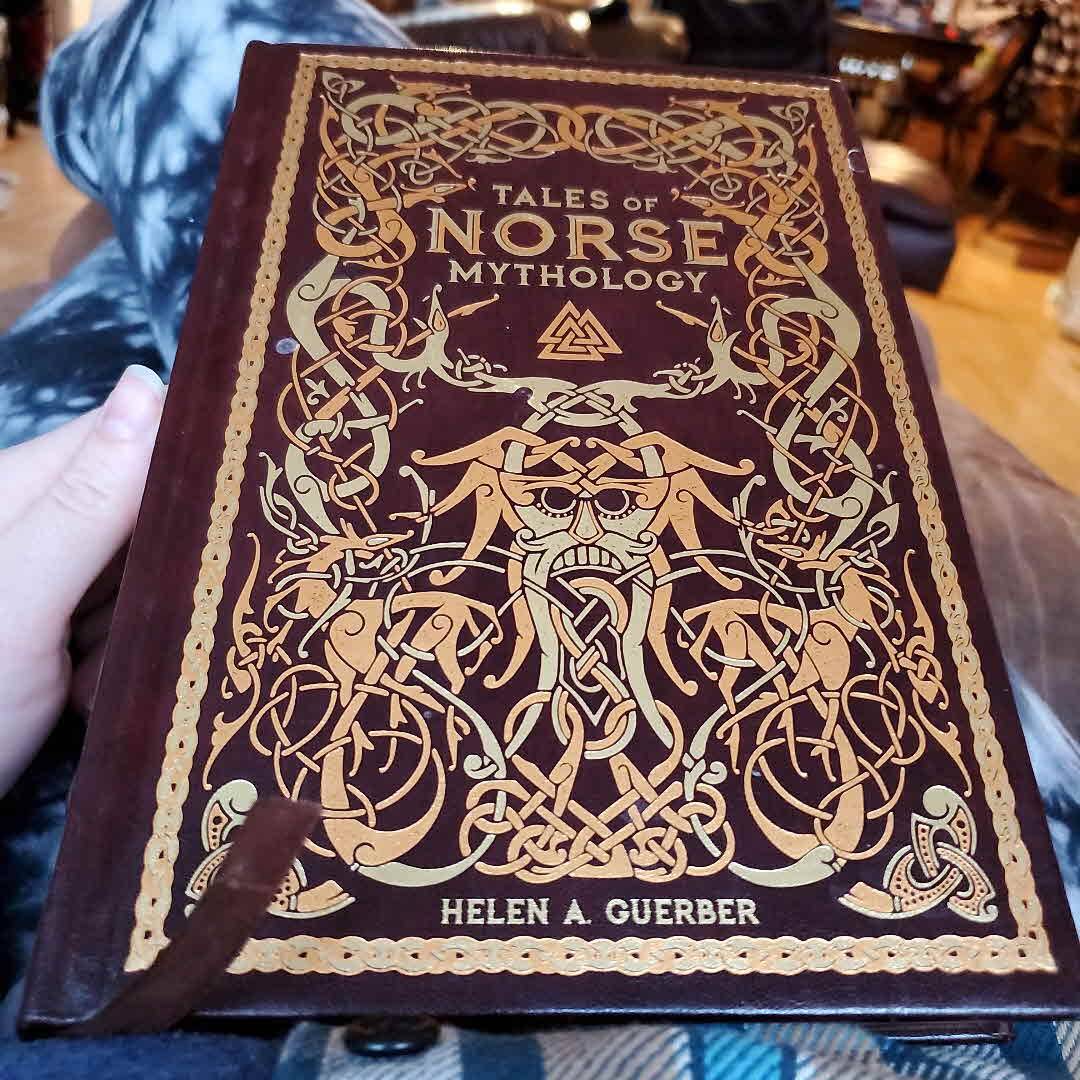 TALES OF
NORSE
MYTHOLOGY
HELEN A. GUERBER